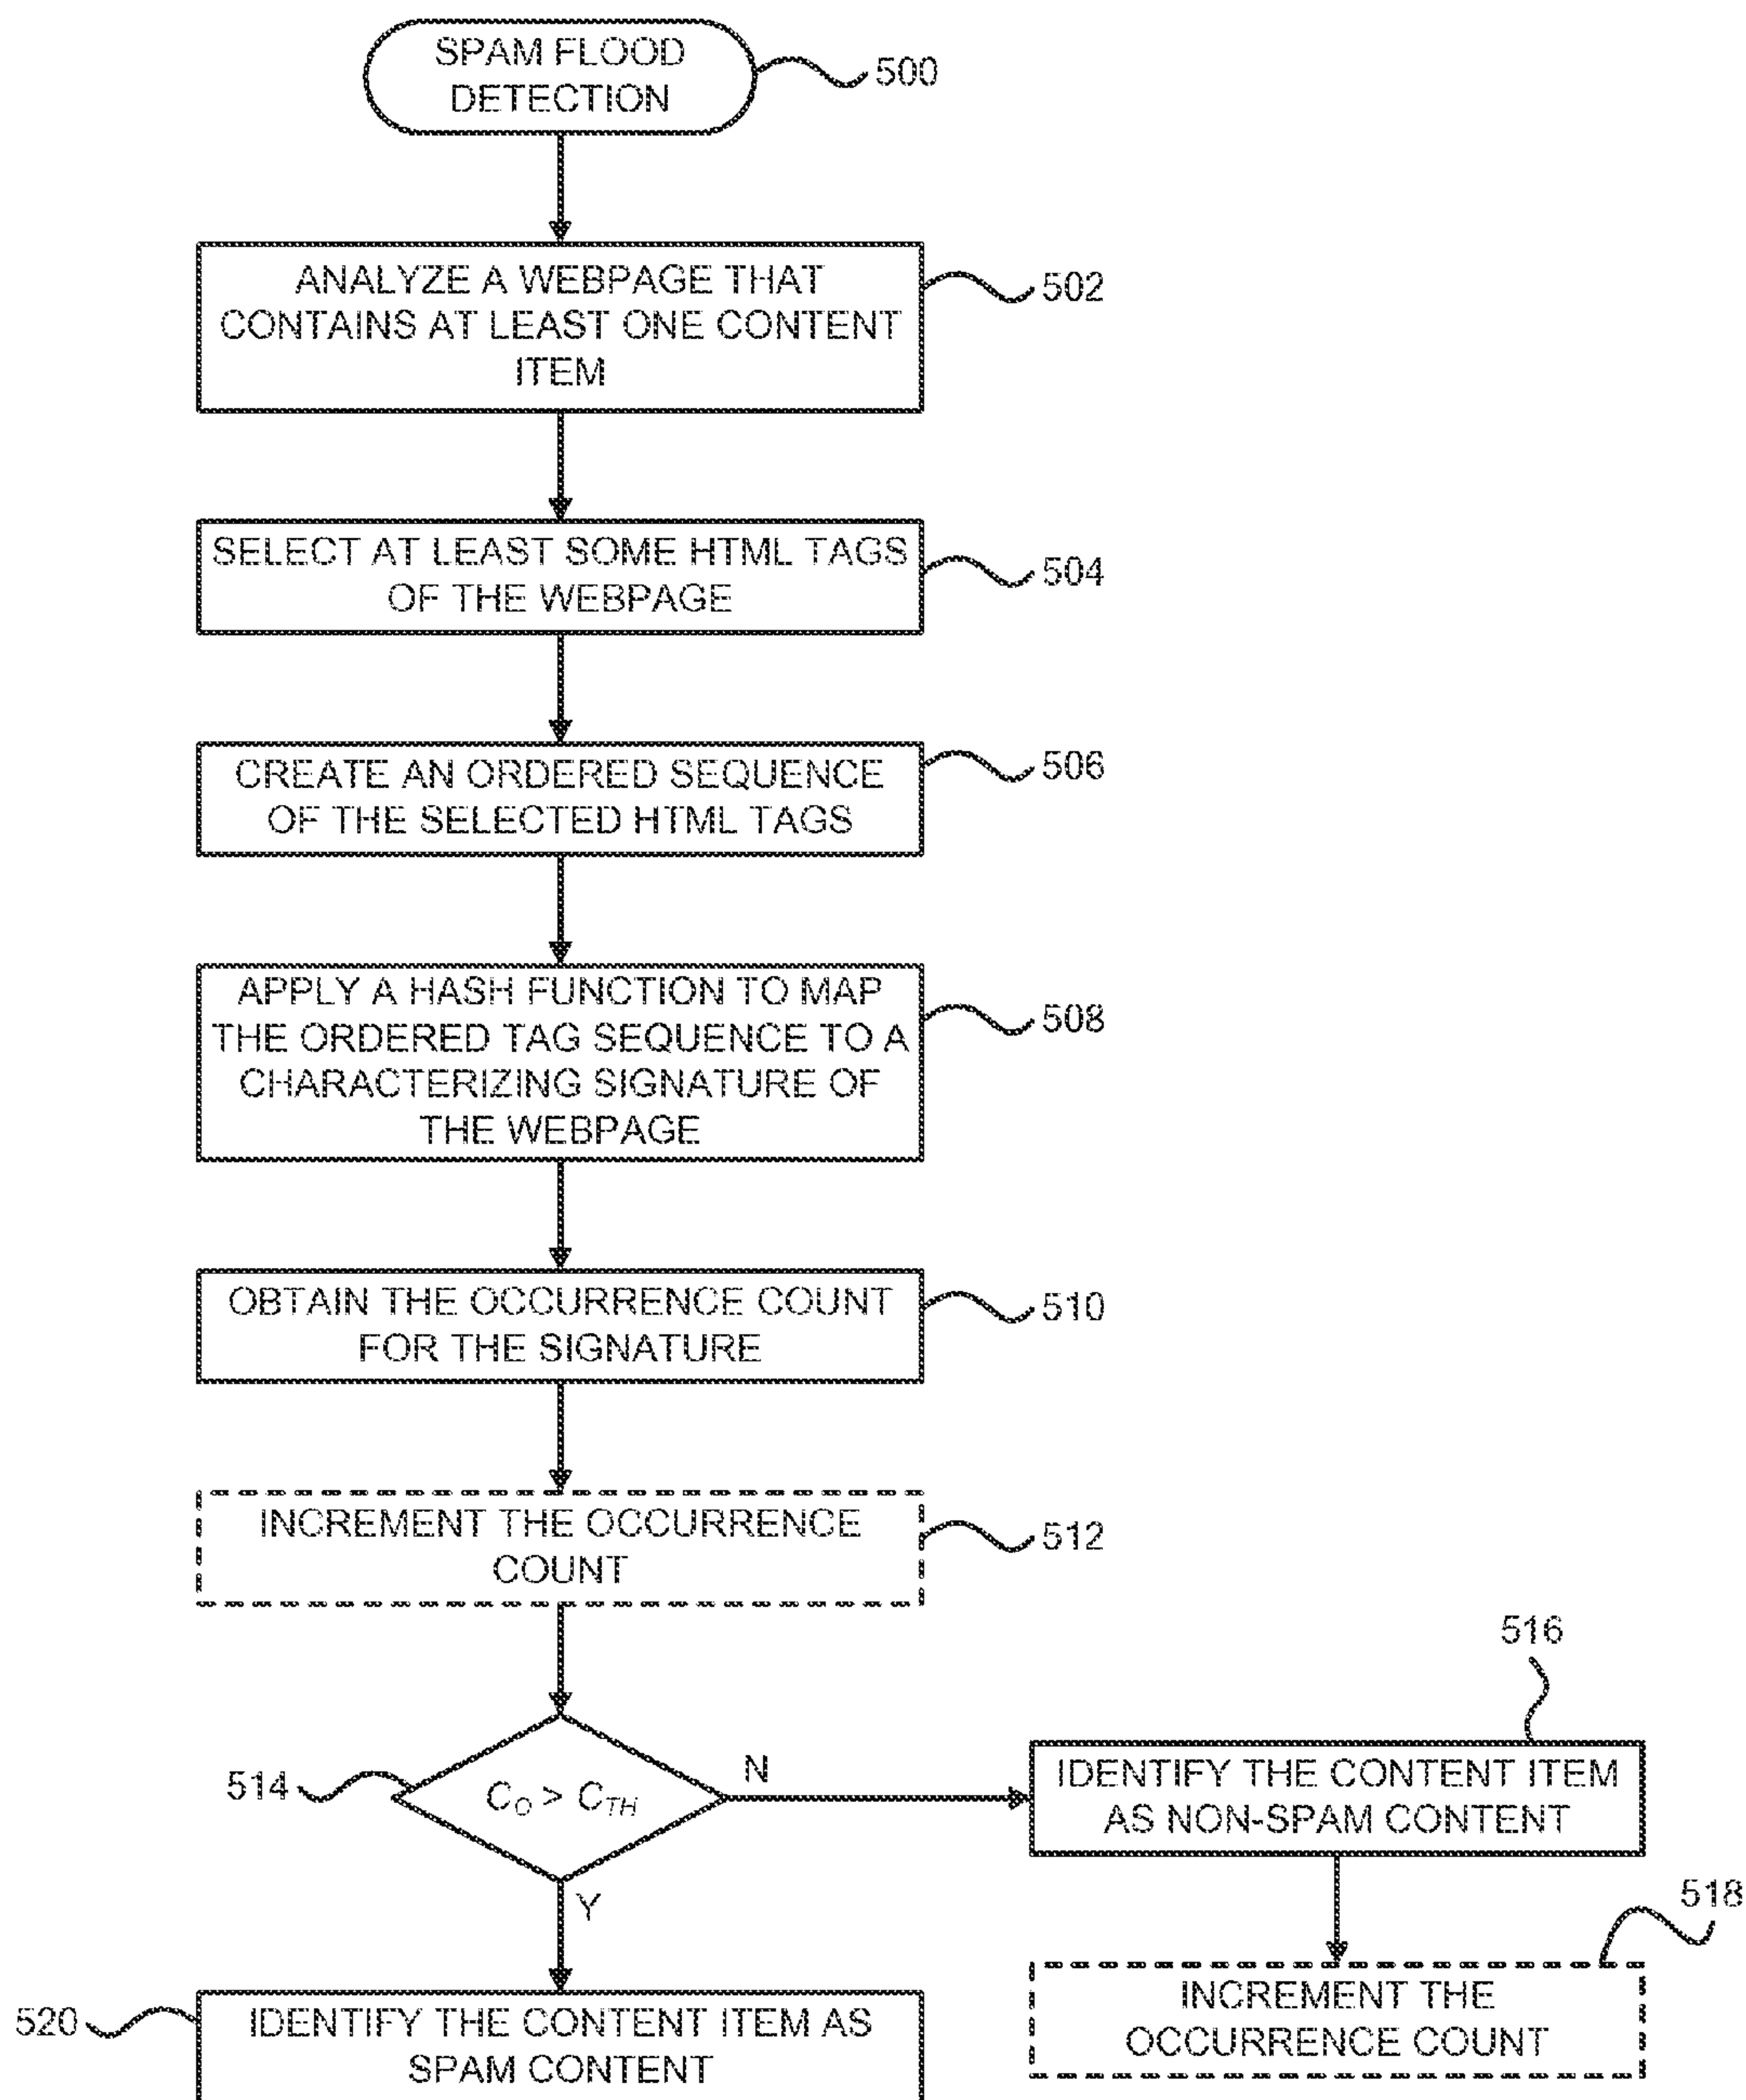 SPAM FLOOD
DETECTION
500
ANALYZE A WEBPAGE THAT
CONTAINS AT LEAST ONE CONTENT
ITEM
502
SELECT AT LEAST SOME HTML TAGS
OF THE WEBPAGE
504
CREATE AN ORDERED SEQUENCE
OF THE SELECTED HTML TAGS
506
APPLY A HASH FUNCTION TO MAP
THE ORDERED TAG SEQUENCE TO A
CHARACTERIZING SIGNATURE OF
THE WEBPAGE
508
OBTAIN THE OCCURRENCE COUNT
FOR THE SIGNATURE
510
INCREMENT THE OCCURRENCE
COUNT
512
514
C_O > C_TH
N
Y
516
IDENTIFY THE CONTENT ITEM
AS NON-SPAM CONTENT
518
INCREMENT THE
OCCURRENCE COUNT
520
IDENTIFY THE CONTENT ITEM AS
SPAM CONTENT